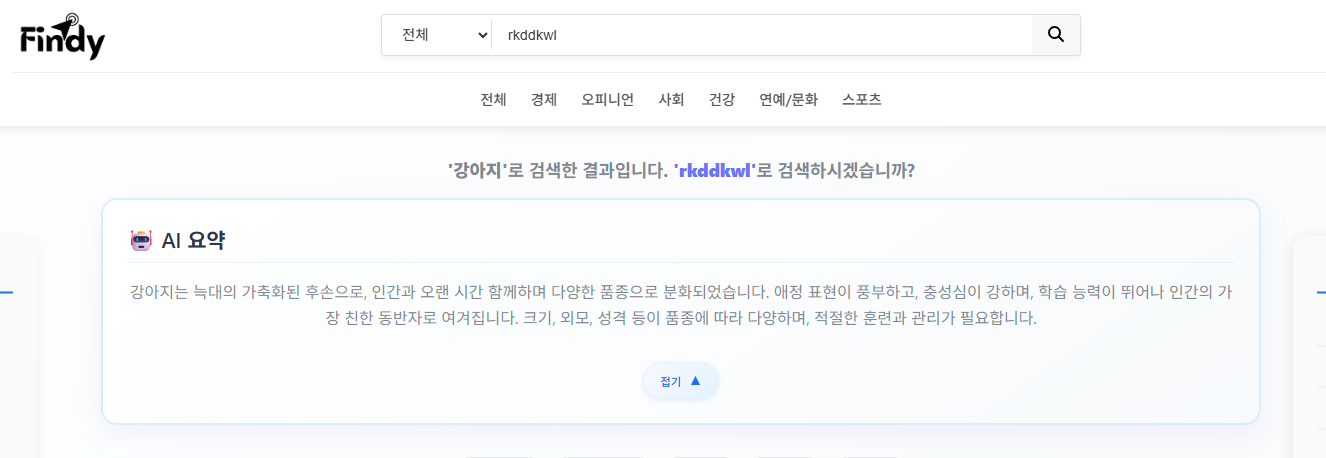 Findy
전체 rkddkwl
전체 경제 오피니언 사회 건강 연예/문화 스포츠
'강아지'로 검색한 결과입니다. 'rkddkwl'로 검색하시겠습니까?
AI 요약
강아지는 늑대의 가축화된 후손으로, 인간과 오랜 시간 함께하며 다양한 품종으로 분화되었습니다. 애정 표현이 풍부하고, 충성심이 강하며, 학습 능력이 뛰어나 인간의 가
장 친한 동반자로 여겨집니다. 크기, 외모, 성격 등이 품종에 따라 다양하며, 적절한 훈련과 관리가 필요합니다.
접기 ▲